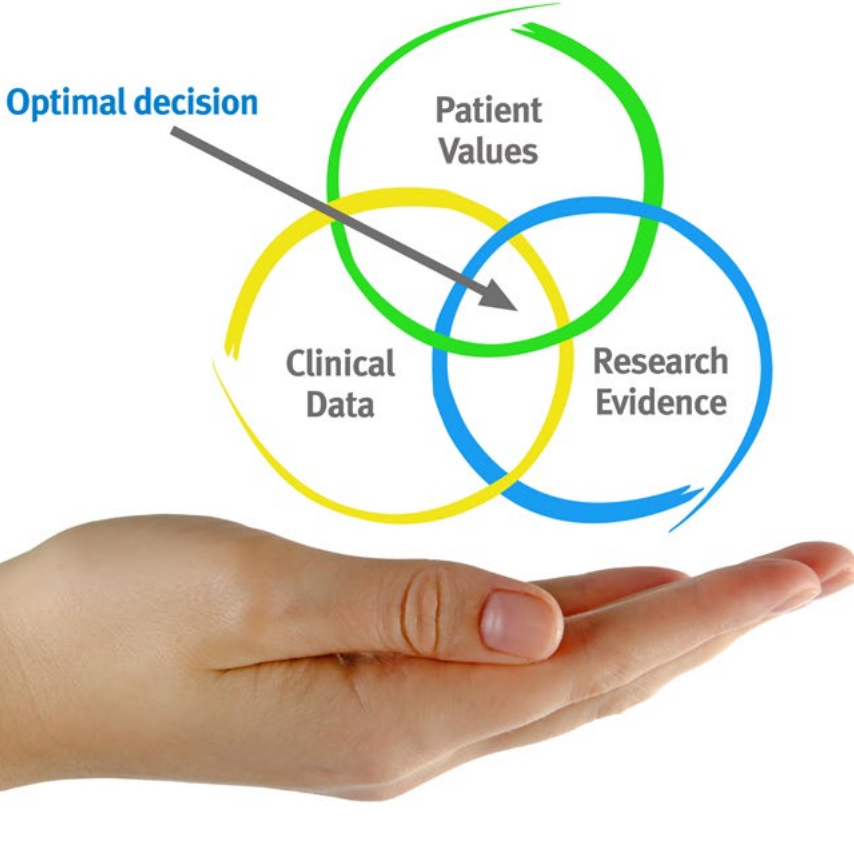 Optimal decision
Patient
Values
Clinical
Data
Research
Evidence